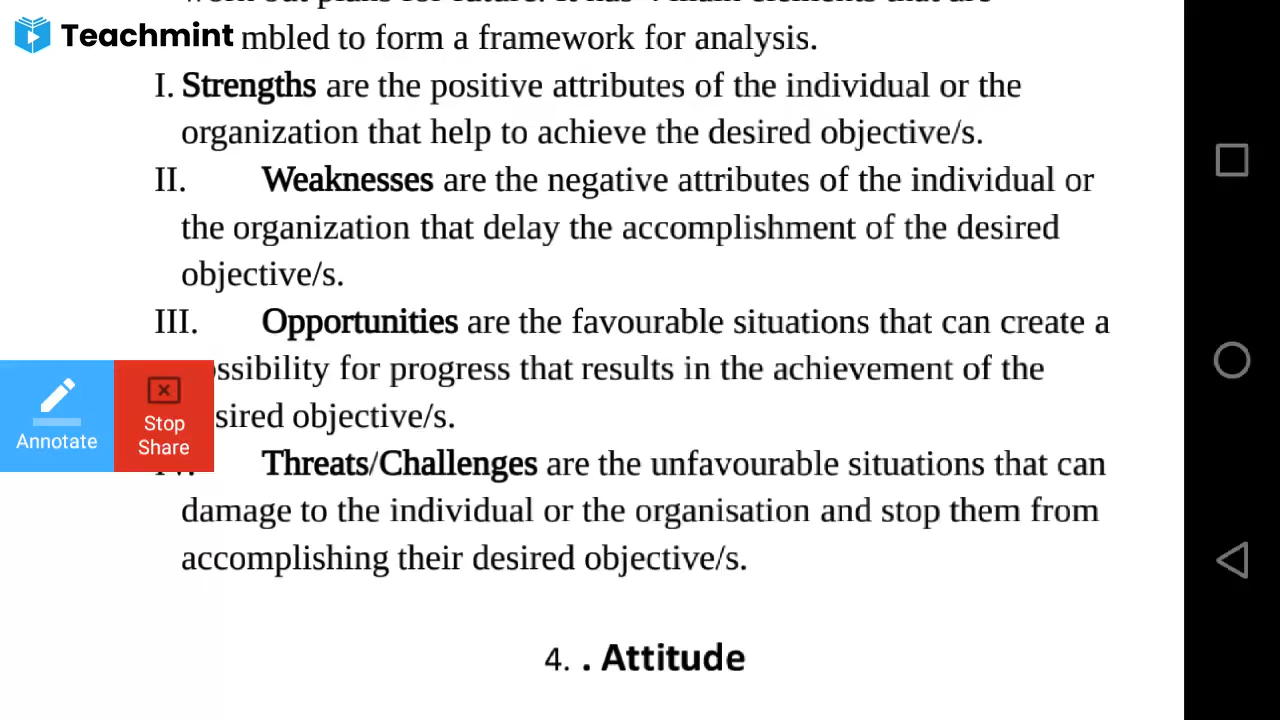 Teachmint
mbled to form a framework for analysis.
I. Strengths are the positive attributes of the individual or the
organization that help to achieve the desired objective/s.
II. Weaknesses are the negative attributes of the individual or
the organization that delay the accomplishment of the desired
objective/s.
III. Opportunities are the favourable situations that can create a
ossibility for progress that results in the achievement of the
sired objective/s.
Annotate
Stop
Share
Threats/Challenges are the unfavourable situations that can
damage to the individual or the organisation and stop them from
accomplishing their desired objective/s.
4. . Attitude